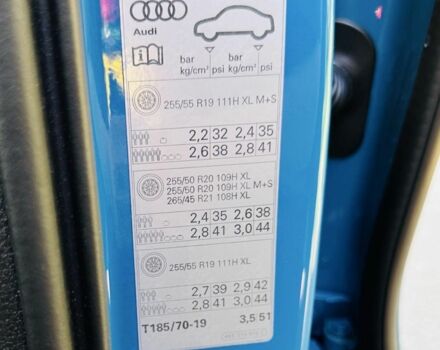 Audi
bar
kg/cm² psi
bar
kg/cm² psi
255/55 R19 111H XL M+S
2,2 32 2,4 35
2,6 38 2,8 41
255/50 R20 109H XL
255/50 R20 109H XL M+S
265/45 R21 108H XL
2,4 35 2,6 38
2,8 41 3,0 44
255/55 R19 111H XL
2,7 39 2,9 42
2,8 41 3,0 44
T185/70-19 3,5 51